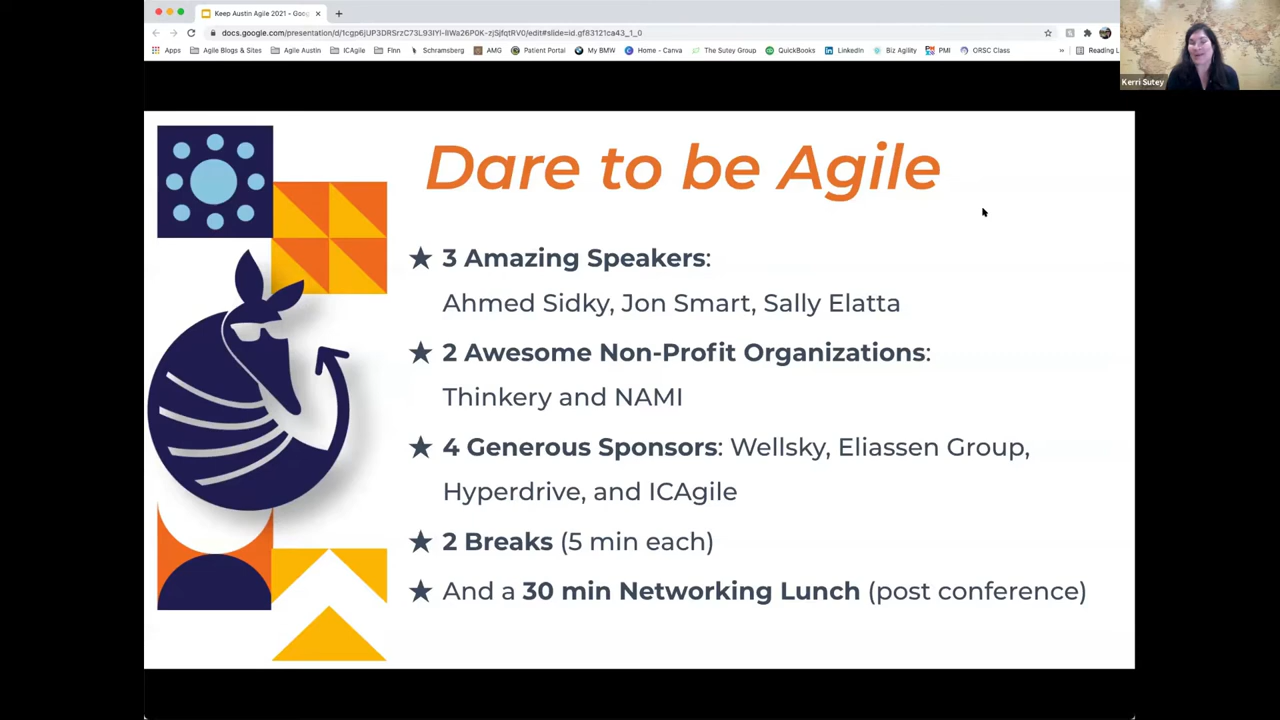 Keep Austin Agile 2021 - Goog
docs.google.com/presentation/d/1cgp6jUP3DRSrzC73L93IYI-liWa26P0K-zjSjfqtRV0/edit#slide=id.gf83121ca43_1_0
Apps Agile Blogs & Sites Agile Austin ICAgile FInn Schramsberg AMG Patient Portal My BMW Home - Canva The Sutey Group QuickBooks LinkedIn Biz Agility PMI ORSC Class » Reading L
Kerri Sutey
Dare to be Agile
★ 3 Amazing Speakers:
Ahmed Sidky, Jon Smart, Sally Elatta
★ 2 Awesome Non-Profit Organizations:
Thinkery and NAMI
★ 4 Generous Sponsors: Wellsky, Eliassen Group,
Hyperdrive, and ICAgile
★ 2 Breaks (5 min each)
★ And a 30 min Networking Lunch (post conference)